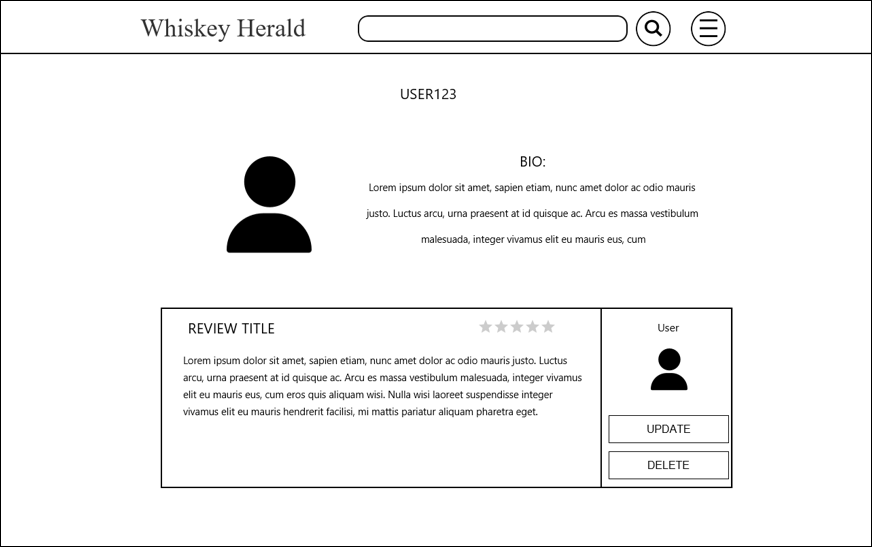 Whiskey Herald
USER123
BIO:
Lorem ipsum dolor sit amet, sapien etiam, nunc amet dolor ac odio mauris
justo. Luctus arcu, urna praesent at id quisque ac. Arcu es massa vestibulum
malesuada, integer vivamus elit eu mauris eus, cum
REVIEW TITLE
Lorem ipsum dolor sit amet, sapien etiam, nunc amet dolor ac odio mauris justo. Luctus
arcu, urna praesent at id quisque ac. Arcu es massa vestibulum malesuada, integer vivamus
elit eu mauris eus, cum eros quis aliquam wisi. Nulla wisi laoreet suspendisse integer
vivamus elit eu mauris hendrerit facilisi, mi mattis pariatur aliquam pharetra eget.
User
UPDATE
DELETE